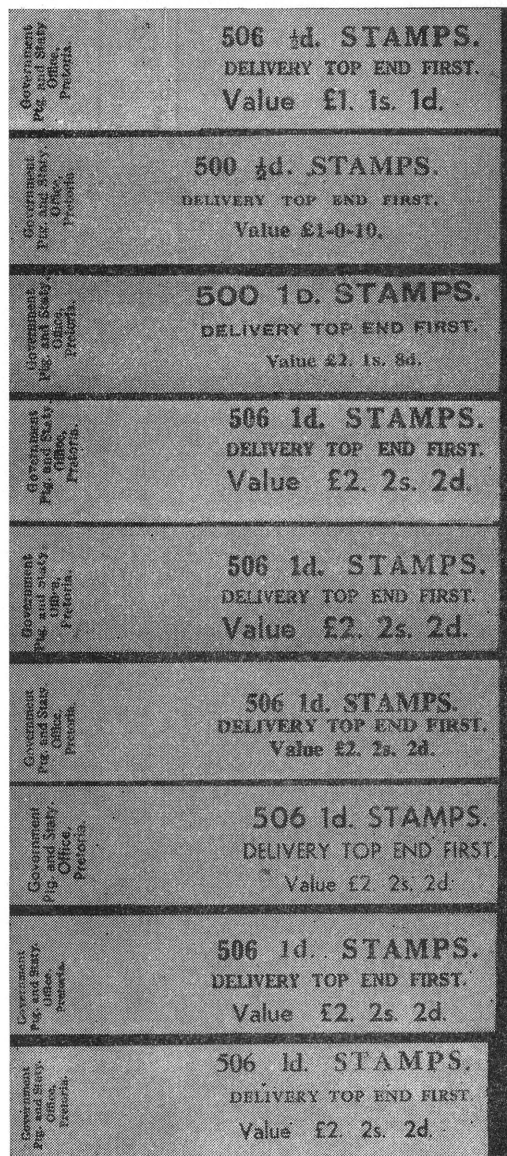 Government
Ptg. and Staty
Office,
Pretoria.
506 ½d. STAMPS.
DELIVERY TOP END FIRST.
Value £1. 1s. 1d.
Government
Ptg. and Staty.
Office,
Pretoria.
500 ½d. STAMPS.
DELIVERY TOP END FIRST.
Value £1-0-10.
Government
Ptg. and Staty.
Office,
Pretoria.
500 1D. STAMPS.
DELIVERY TOP END FIRST.
Value £2. 1s. 8d.
Government
Ptg. and Staty.
Office,
Pretoria.
506 1d. STAMPS.
DELIVERY TOP END FIRST.
Value £2. 2s. 2d.
Government
Ptg. and Staty.
Office,
Pretoria.
506 1d. STAMPS.
DELIVERY TOP END FIRST.
Value £2. 2s. 2d.
Government
Ptg. and Staty.
Office,
Pretoria.
506 1d. STAMPS.
DELIVERY TOP END FIRST.
Value £2. 2s. 2d.
Government
Ptg. and Staty.
Office,
Pretoria.
506 1d. STAMPS.
DELIVERY TOP END FIRST.
Value £2 2s. 2d.
Government
Ptg. and Staty.
Office,
Pretoria.
506 1d. STAMPS.
DELIVERY TOP END FIRST.
Value £2. 2s. 2d.
Government
Ptg. and Staty.
Office,
Pretoria.
506 1d. STAMPS.
DELIVERY TOP END FIRST.
Value £2. 2s. 2d.